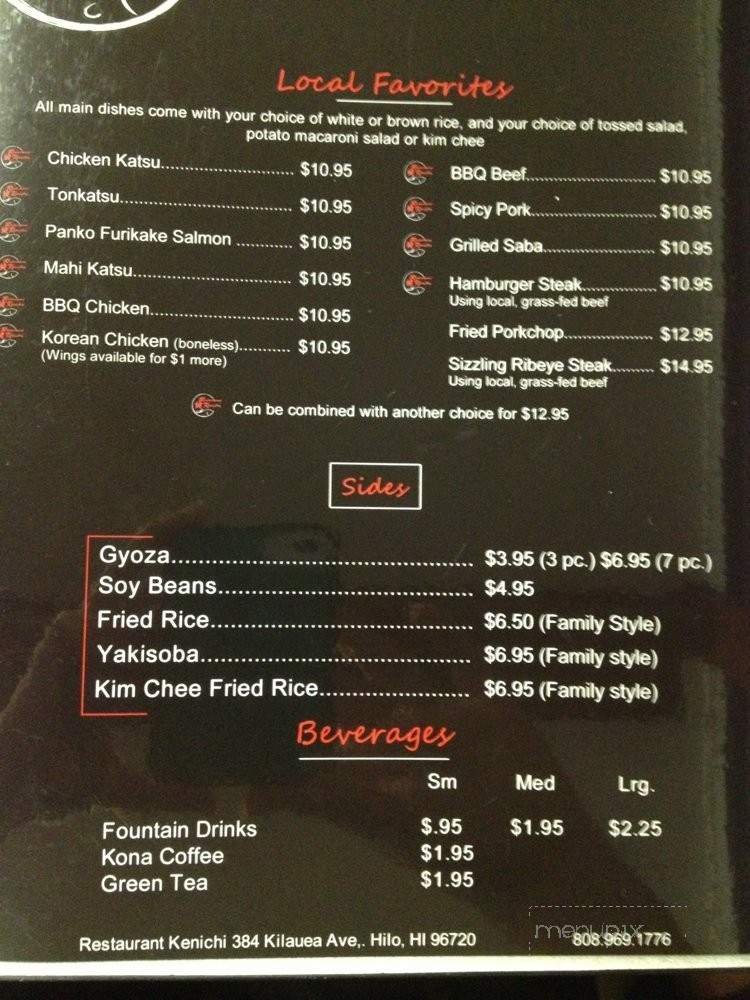 Local Favorites
All main dishes come with your choice of white or brown rice, and your choice of tossed salad,
potato macaroni salad or kim chee
Chicken Katsu............................. $10.95
Tonkatsu..................................... $10.95
Panko Furikake Salmon ............ $10.95
Mahi Katsu.................................. $10.95
BBQ Chicken............................... $10.95
Korean Chicken (boneless)........... $10.95
(Wings available for $1 more)
BBQ Beef............................. $10.95
Spicy Pork............................ $10.95
Grilled Saba......................... $10.95
Hamburger Steak................ $10.95
Using local, grass-fed beef
Fried Porkchop.................... $12.95
Sizzling Ribeye Steak......... $14.95
Using local, grass-fed beef
Can be combined with another choice for $12.95
Sides
Gyoza............................................. $3.95 (3 pc.) $6.95 (7 pc.)
Soy Beans...................................... $4.95
Fried Rice....................................... $6.50 (Family Style)
Yakisoba........................................ $6.95 (Family style)
Kim Chee Fried Rice...................... $6.95 (Family style)
Beverages
Sm Med Lrg.
Fountain Drinks $.95 $1.95 $2.25
Kona Coffee $1.95
Green Tea $1.95
Restaurant Kenichi 384 Kilauea Ave,. Hilo, HI 96720 808.969.1776
menupix